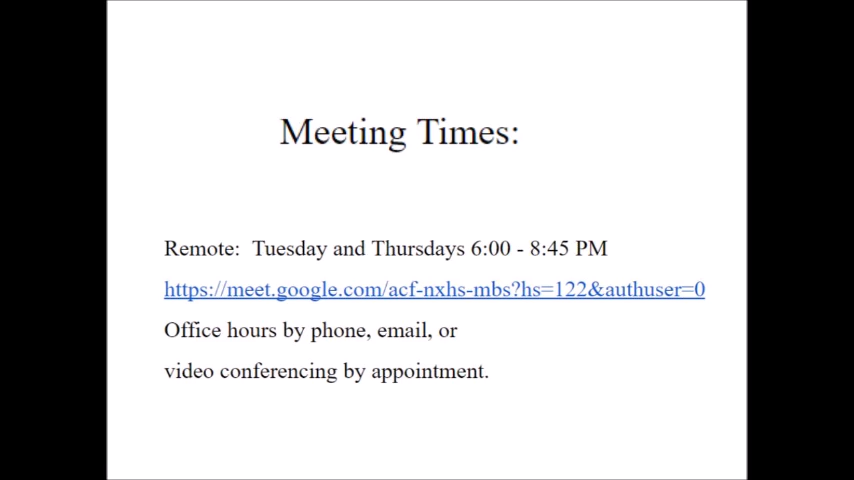 Meeting Times:
Remote:  Tuesday and Thursdays 6:00 - 8:45 PM
https://meet.google.com/acf-nxhs-mbs?hs=122&authuser=0
Office hours by phone, email, or
video conferencing by appointment.